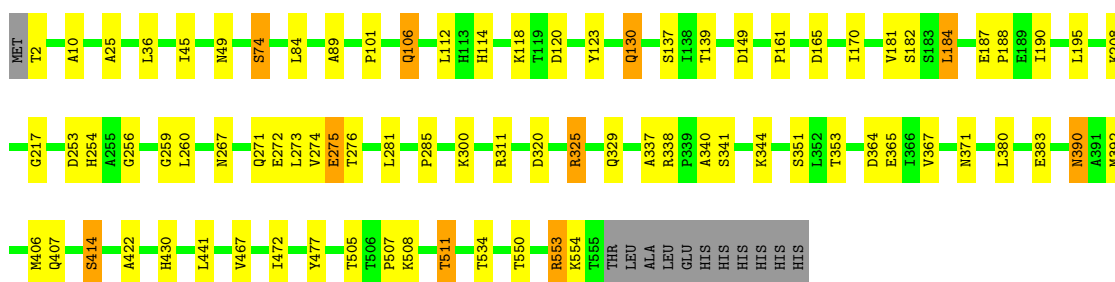 MET T2 A10 A25 L36 I45 N49 S74 L84 A89 P101 Q106 L112 H113 H114 K118 T119 D120 Y123 Q130 S137 I138 T139 D149 P161 D165 I170 V181 S182 S183 L184 E187 P188 E189 I190 L195
G217 D253 H254 A255 G256 G259 L260 N267 Q271 E272 L273 V274 E275 T276 L281 P285 K300 R311 D320 R325 Q329 A337 R338 P339 A340 S341 K344 S351 L352 T353 D364 E365 I366 V367 N371 L380 E383 N390 A391
M406 Q407 S414 A422 H430 L441 V467 I472 Y477 T505 T506 P507 K508 T511 T534 T550 R553 K554 T555 THR LEU ALA LEU GLU HIS HIS HIS HIS HIS HIS